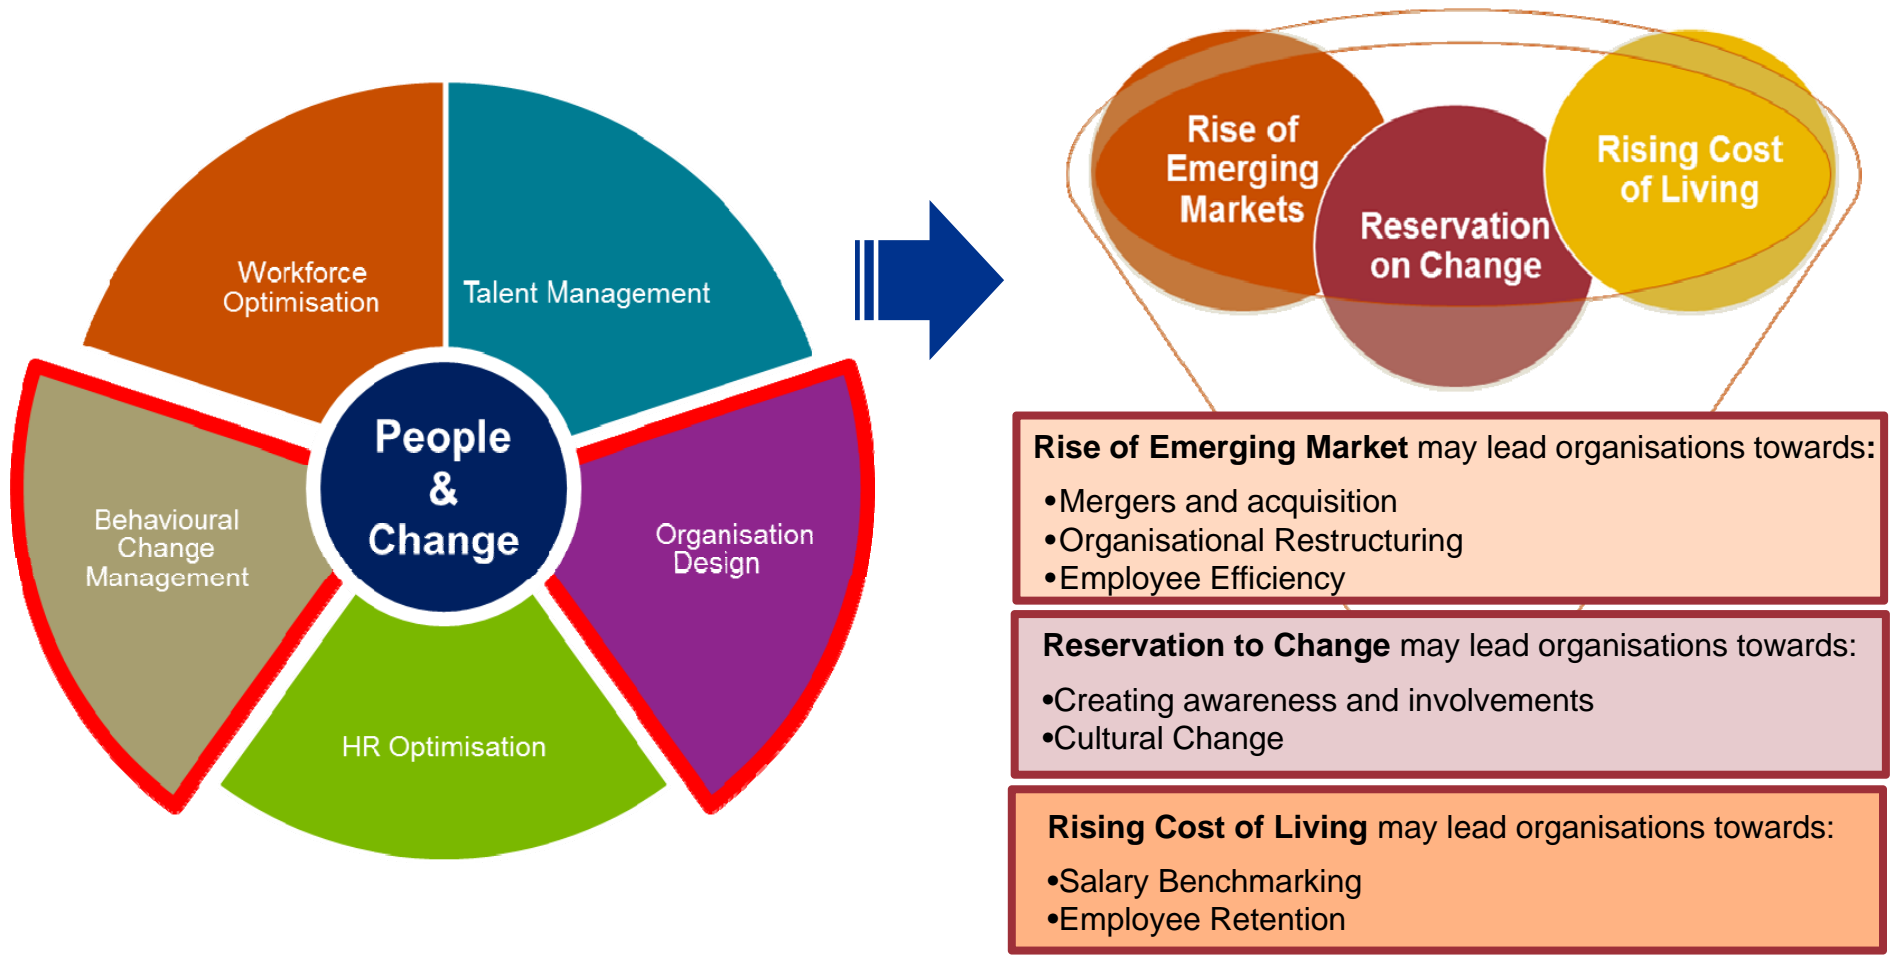 Workforce
Optimisation
Talent Management
People
&
Change
Behavioural
Change
Management
Organisation
Design
HR Optimisation
Rise of
Emerging
Markets
Reservation
on Change
Rising Cost
of Living
Rise of Emerging Market may lead organisations towards:
•Mergers and acquisition
•Organisational Restructuring
•Employee Efficiency
Reservation to Change may lead organisations towards:
•Creating awareness and involvements
•Cultural Change
Rising Cost of Living may lead organisations towards:
•Salary Benchmarking
•Employee Retention